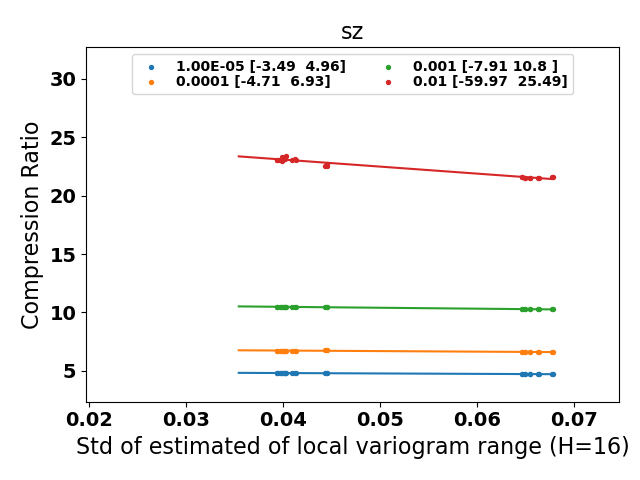 sz
1.00E-05 [-3.49  4.96]
0.0001 [-4.71  6.93]
0.001 [-7.91 10.8 ]
0.01 [-59.97  25.49]
Compression Ratio
30
25
20
15
10
5
0.02 0.03 0.04 0.05 0.06 0.07
Std of estimated of local variogram range (H=16)